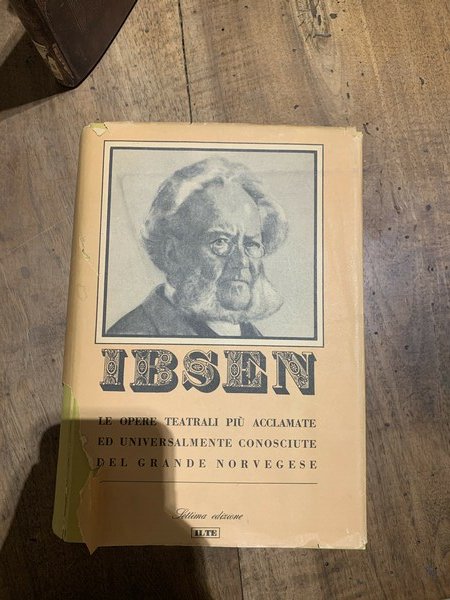 IBSEN
LE OPERE TEATRALI PIÙ ACCLAMATE
ED UNIVERSALMENTE CONOSCIUTE
DEL GRANDE NORVEGESE
Settima edizione
ILTE